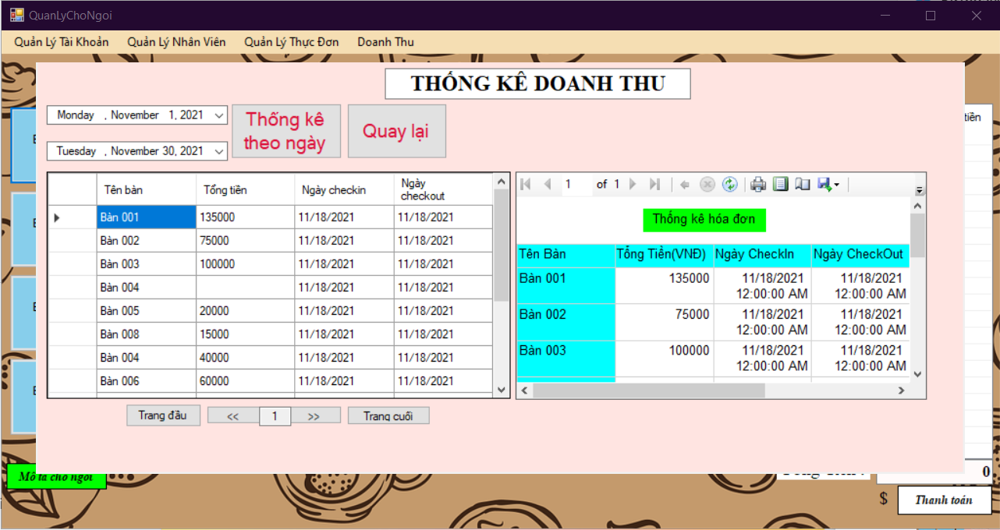 QuanLyChoNgoi
Quản Lý Tài Khoản Quản Lý Nhân Viên Quản Lý Thực Đơn Doanh Thu
THỐNG KÊ DOANH THU
Monday , November 1, 2021
Thống kê
theo ngày
Quay lại
Tuesday , November 30, 2021
tiền
Tên bàn Tổng tiền Ngày checkin Ngày
checkout
Bàn 001 135000 11/18/2021 11/18/2021
Bàn 002 75000 11/18/2021 11/18/2021
Bàn 003 100000 11/18/2021 11/18/2021
Bàn 004 11/18/2021 11/18/2021
Bàn 005 20000 11/18/2021 11/18/2021
Bàn 008 15000 11/18/2021 11/18/2021
Bàn 004 40000 11/18/2021 11/18/2021
Bàn 006 60000 11/18/2021 11/18/2021
1 of 1
Thống kê hóa đơn
Tên Bàn Tổng Tiền(VNĐ) Ngày CheckIn Ngày CheckOut
Bàn 001 135000 11/18/2021 11/18/2021
12:00:00 AM 12:00:00 AM
Bàn 002 75000 11/18/2021 11/18/2021
12:00:00 AM 12:00:00 AM
Bàn 003 100000 11/18/2021 11/18/2021
12:00:00 AM 12:00:00 AM
Trang đầu << 1 >> Trang cuối
Mô tả chỗ ngồi
0
$ Thanh toán